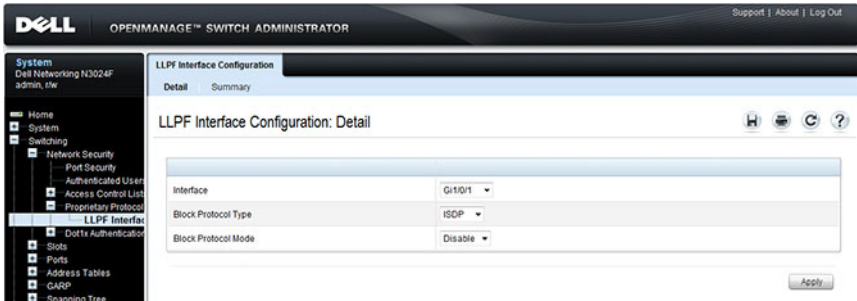 DELL OPENMANAGE™ SWITCH ADMINISTRATOR
Support | About | Log Out
System
Dell Networking N3024F
admin, r/w
Home
System
Switching
Network Security
Port Security
Authenticated Users
Access Control List
Proprietary Protocol
LLPF Interfac
Dot1x Authentication
Slots
Ports
Address Tables
GARP
Spanning Tree
LLPF Interface Configuration
Detail Summary
LLPF Interface Configuration: Detail
Interface Gi1/0/1
Block Protocol Type ISDP
Block Protocol Mode Disable
Apply